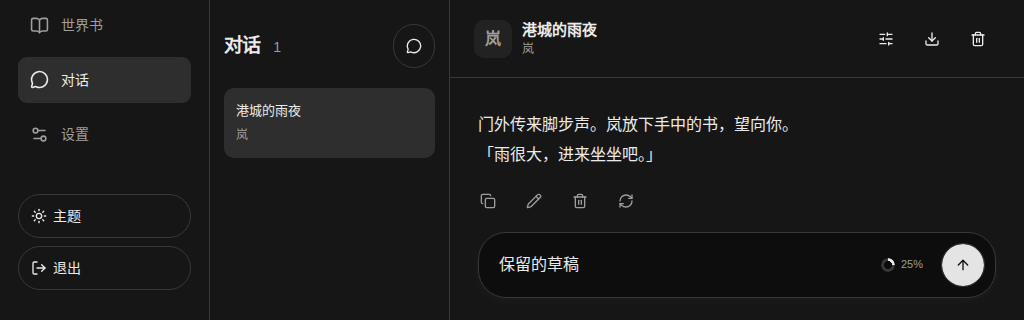 世界书
对话
设置
主题
退出
对话 1
港城的雨夜
岚
岚
港城的雨夜
岚
门外传来脚步声。岚放下手中的书，望向你。
「雨很大，进来坐坐吧。」
保留的草稿
25%